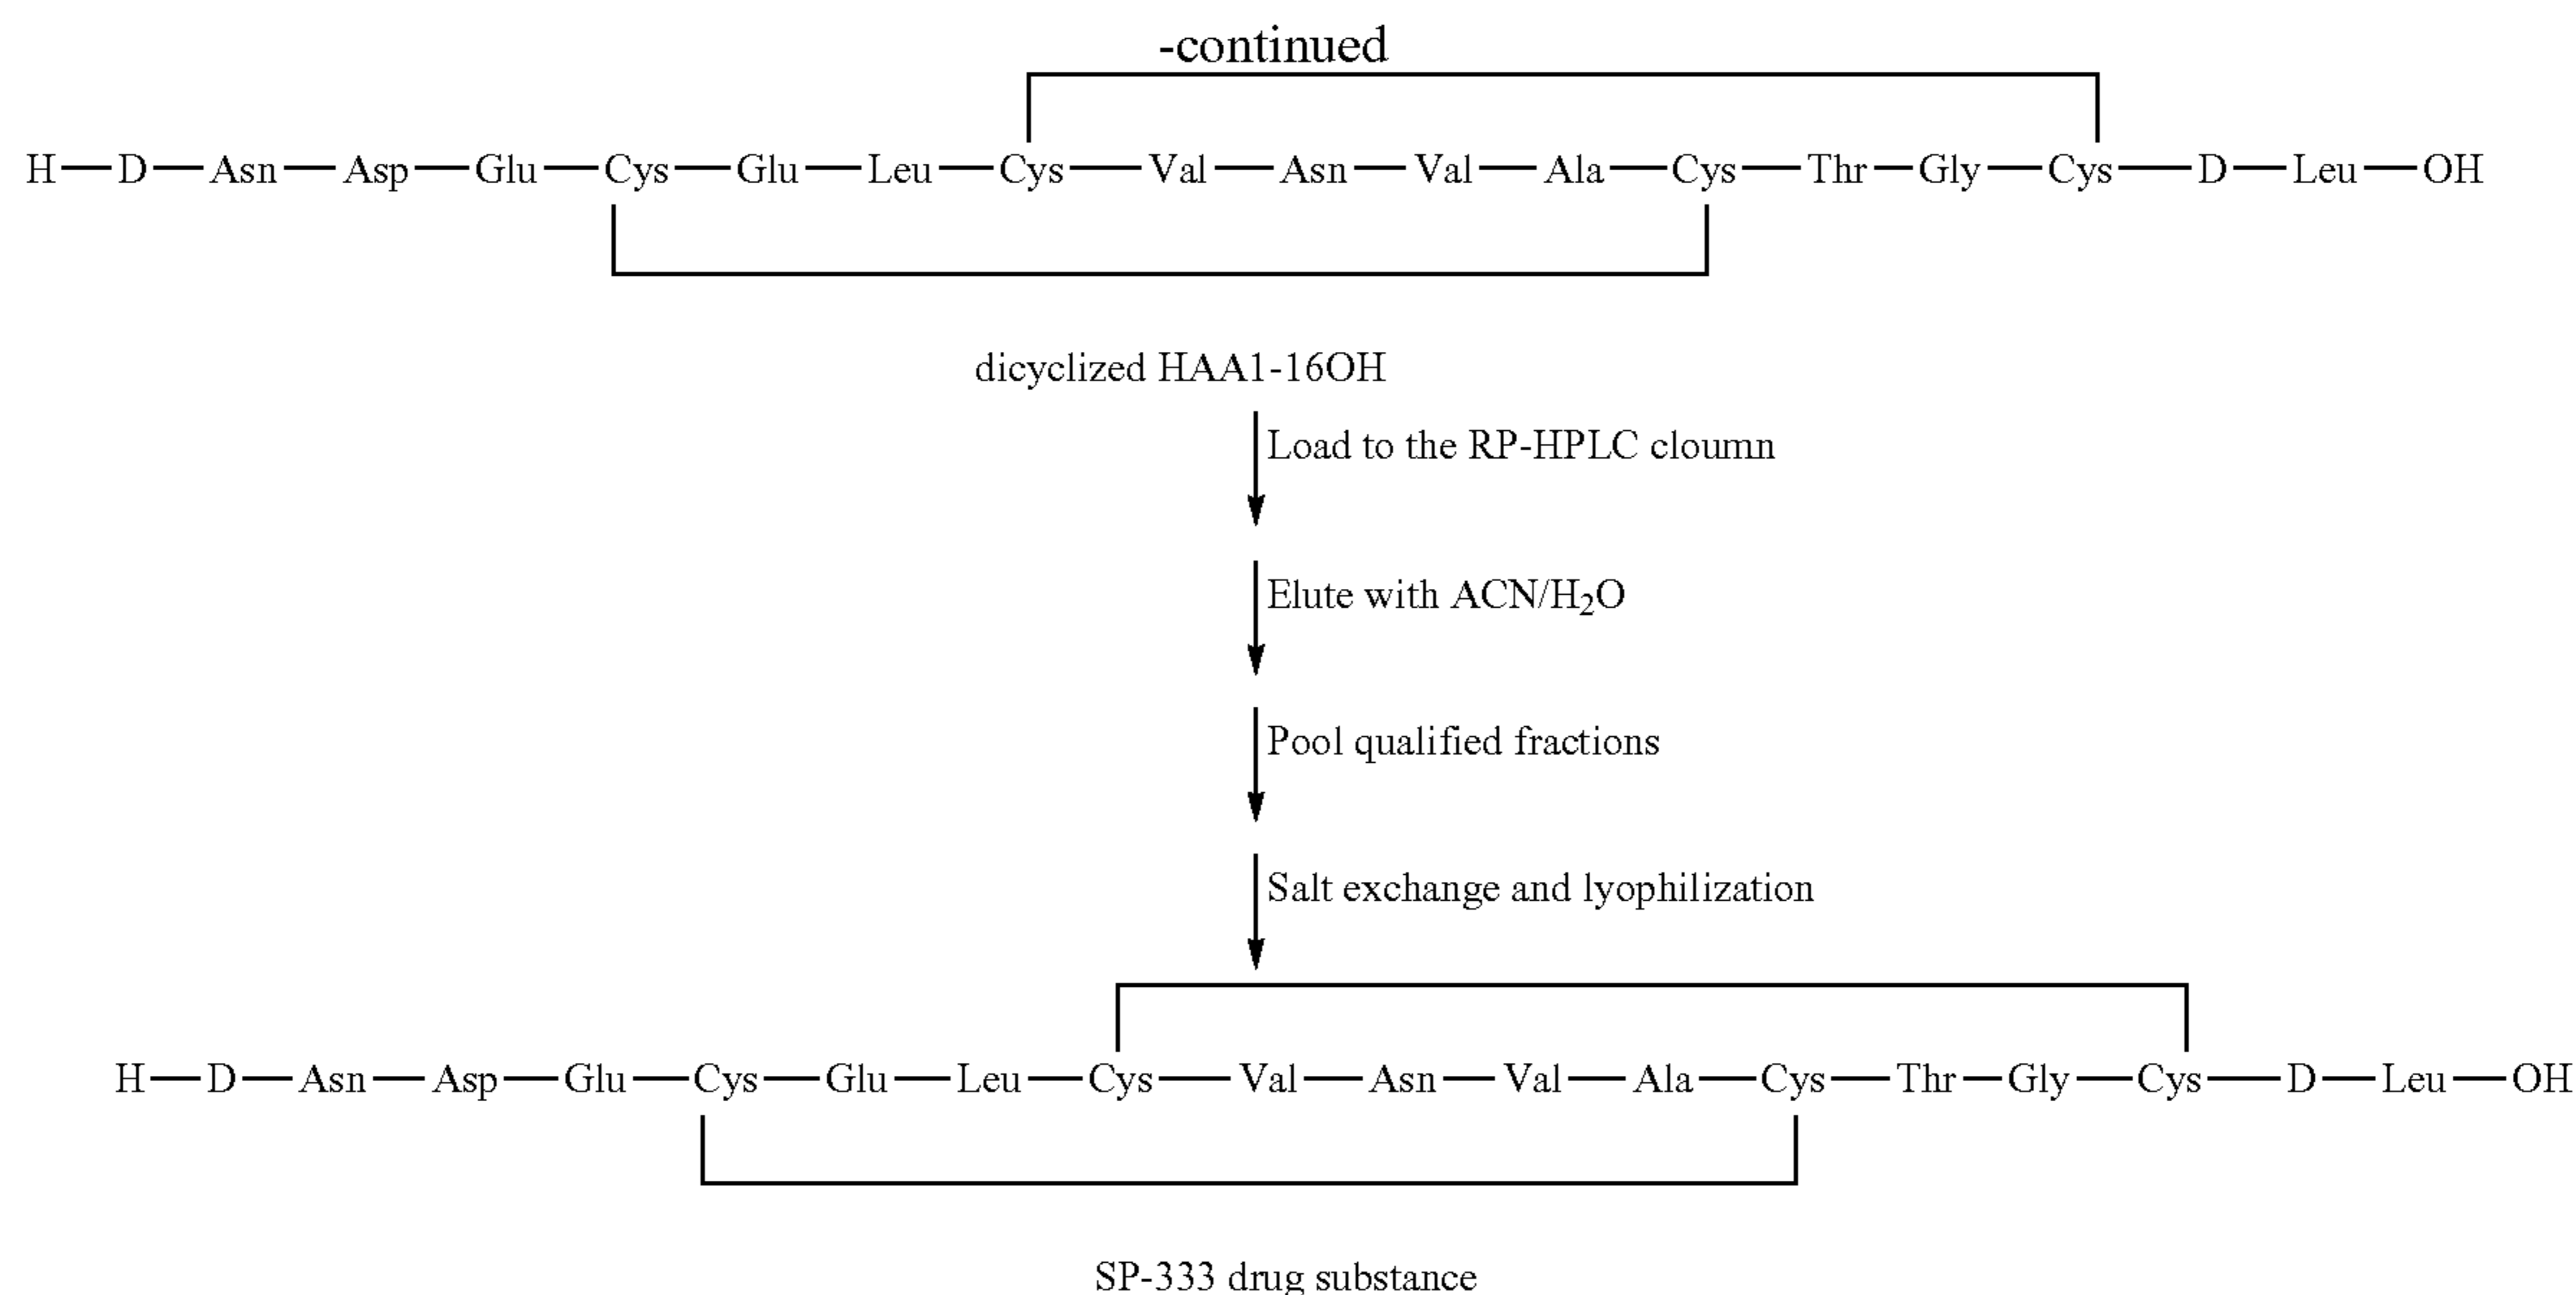 -continued
H—D—Asn—Asp—Glu—Cys—Glu—Leu—Cys—Val—Asn—Val—Ala—Cys—Thr—Gly—Cys—D—Leu—OH
dicyclized HAA1-16OH
Load to the RP-HPLC cloumn
Elute with ACN/H₂O
Pool qualified fractions
Salt exchange and lyophilization
H—D—Asn—Asp—Glu—Cys—Glu—Leu—Cys—Val—Asn—Val—Ala—Cys—Thr—Gly—Cys—D—Leu—OH
SP-333 drug substance